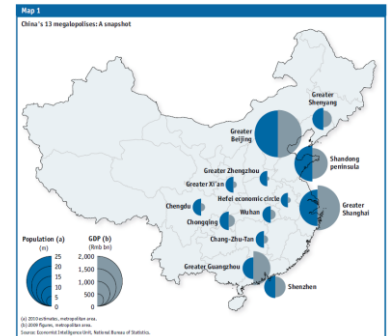 Map 1
China's 13 megalopolises: A snapshot
Greater
Shenyang
Greater
Beijing
Shandong
peninsula
Greater Zhengzhou
Greater Xi'an
Hefei economic circle
Greater
Shanghai
Chengdu
Wuhan
Chongqing
Chang-Zhu-Tan
Greater Guangzhou
Shenzhen
Population (a)
(m)
GDP (b)
(Rmb bn)
25
20
15
10
5
0
2,000
1,500
1,000
500
0
(a) 2010 estimates, metropolitan area.
(b) 2009 figures, metropolitan area.
Source: Economist Intelligence Unit, National Bureau of Statistics.